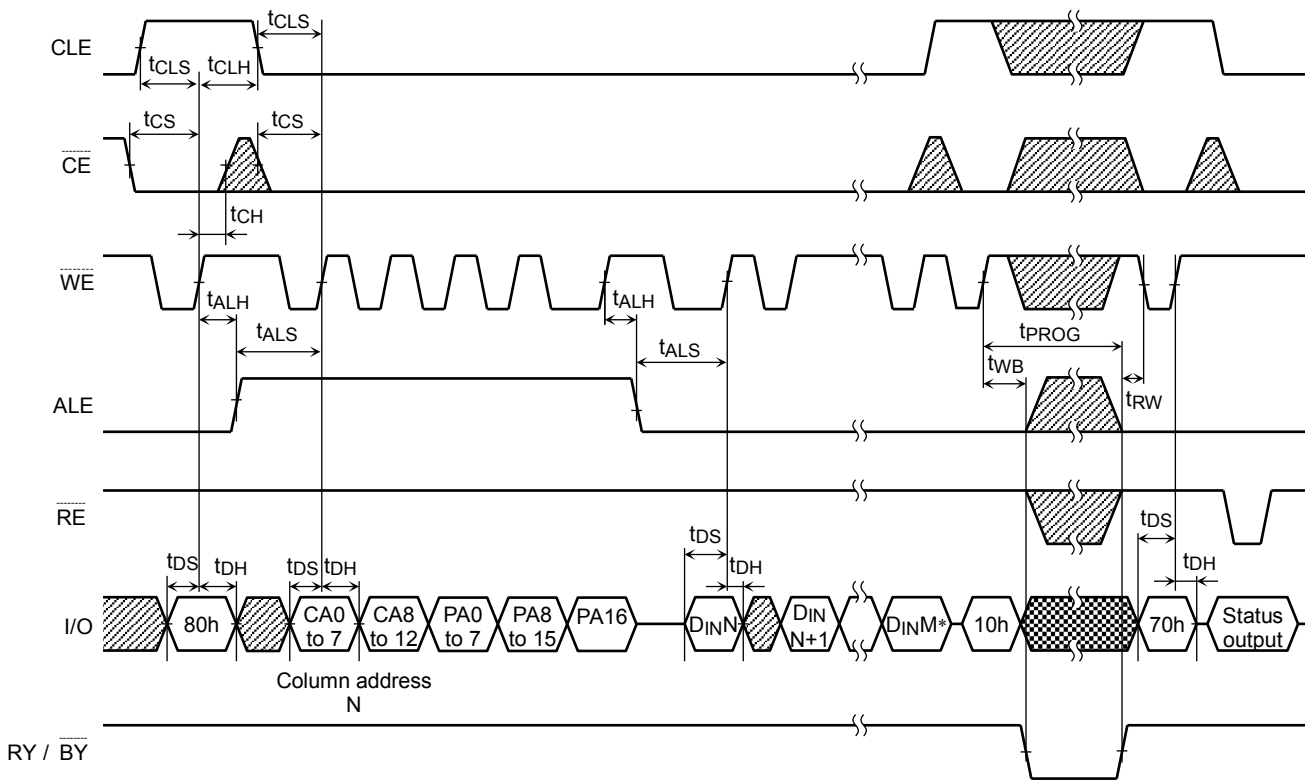 tCLS
CLE
tCLS tCLH
tCS tCS
CE
tCH
WE
tALH tALH
tALS tALS tPROG
tWB
ALE tRW
RE
tDS tDH tDS tDH tDS tDH tDS tDH
I/O 80h CA0 to 7 CA8 to 12 PA0 to 7 PA8 to 15 PA16 DINN DIN N+1 DINM* 10h 70h Status output
Column address
N
RY / BY